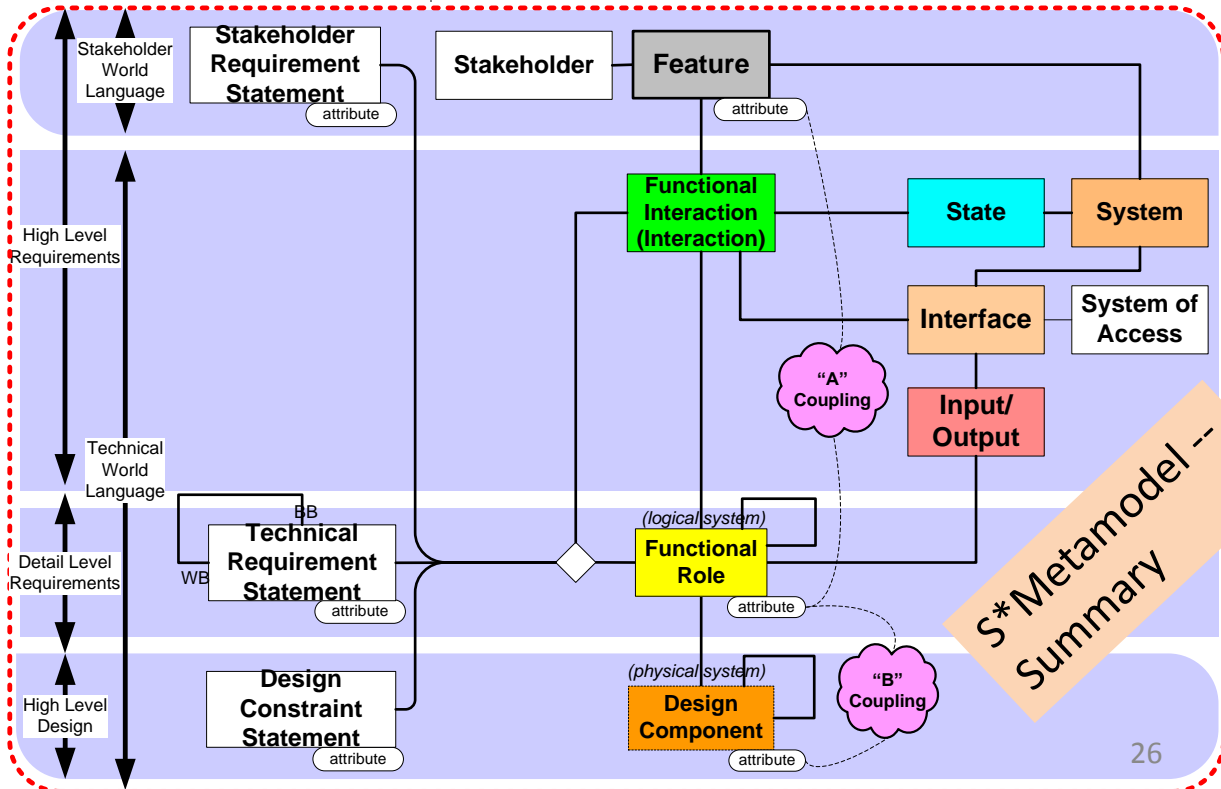 Stakeholder
World
Language
Stakeholder
Requirement
Statement
attribute
Stakeholder
Feature
attribute
High Level
Requirements
Functional
Interaction
(Interaction)
State
System
Interface
System of
Access
“A”
Coupling
Input/
Output
Technical
World
Language
S*Metamodel --
Summary
Detail Level
Requirements
BB
WB
Technical
Requirement
Statement
attribute
(logical system)
Functional
Role
attribute
High Level
Design
Design
Constraint
Statement
attribute
(physical system)
Design
Component
attribute
“B”
Coupling
26